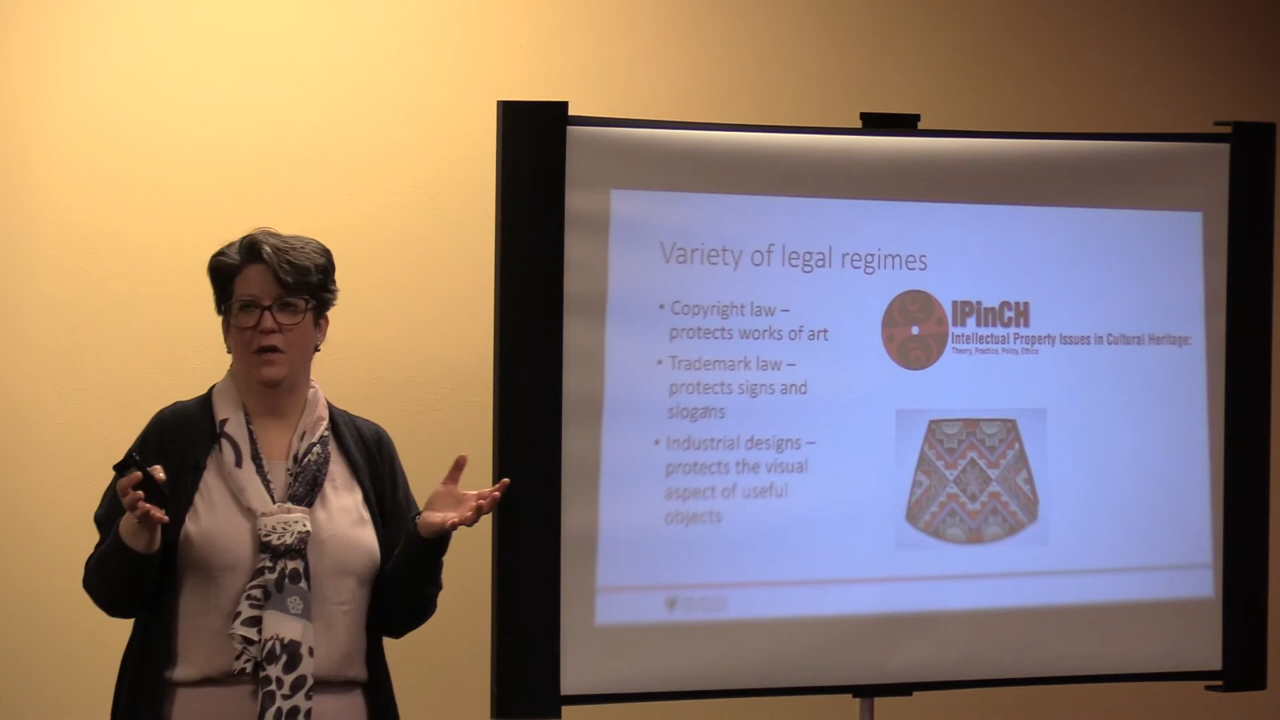 Variety of legal regimes
• Copyright law –
protects works of art
• Trademark law –
protects signs and
slogans
• Industrial designs –
protects the visual
aspect of useful
objects
IPinCH
Intellectual Property Issues in Cultural Heritage:
Theory, Practice, Policy, Ethics